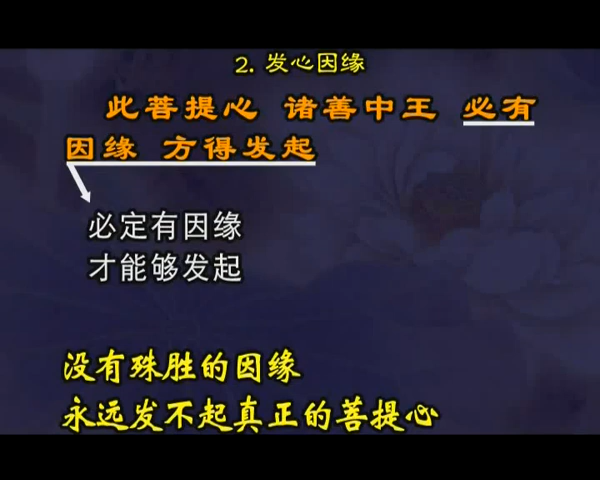 2. 发心因缘
此菩提心 诸善中王 必有
因缘 方得发起
必定有因缘
才能够发起
没有殊胜的因缘
永远发不起真正的菩提心